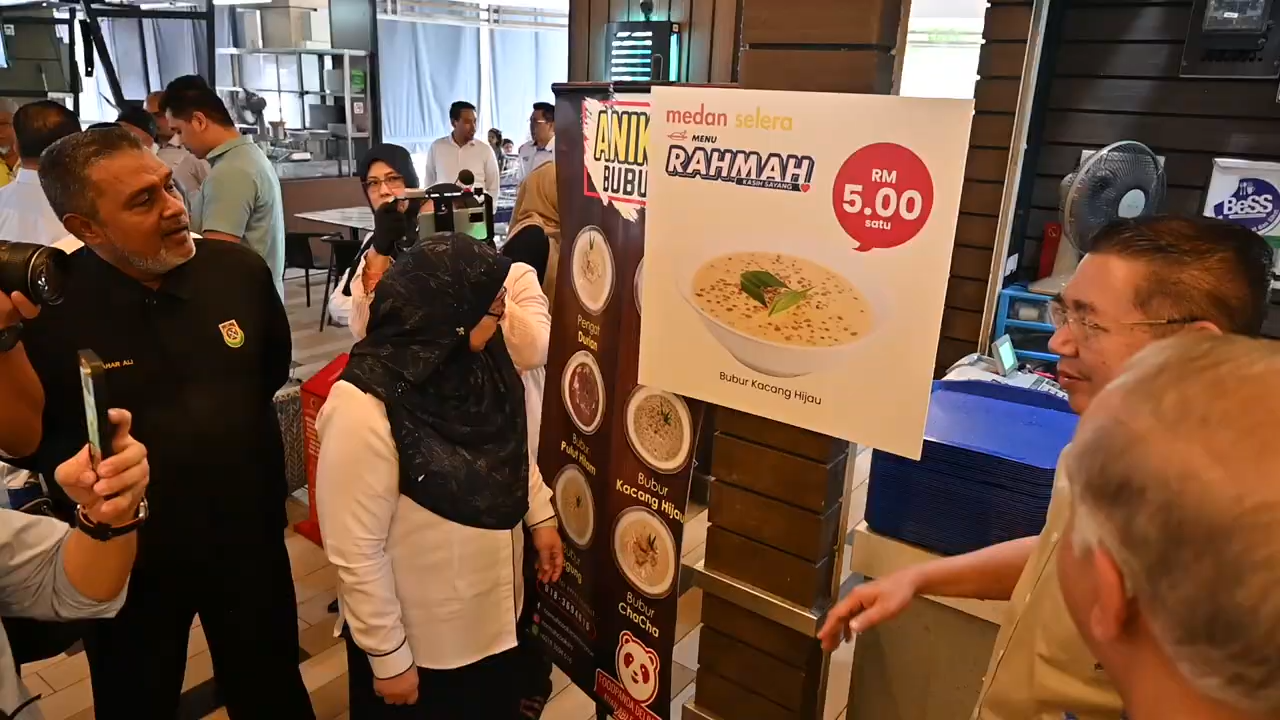 medan selera
MENU
RAHMAH
KASIH SAYANG
RM
5.00
satu
Bubur Kacang Hijau
BUBU
Pengat
Durian
Bubur
Pulut Hitam
Bubur
Kacang Hijau
Bubur
ChaCha
BeSS